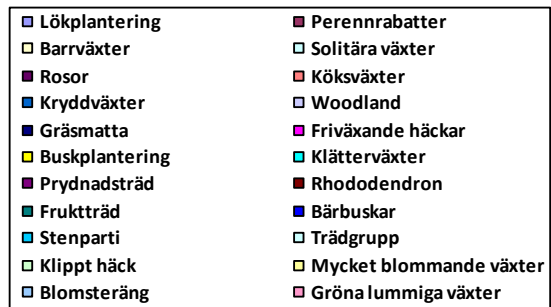 Lökplantering Perennrabatter
Barrväxter Solitära växter
Rosor Köksväxter
Kryddväxter Woodland
Gräsmatta Friväxande häckar
Buskplantering Klätterväxter
Prydnadsträd Rhododendron
Fruktträd Bärbuskar
Stenparti Trädgrupp
Klippt häck Mycket blommande växter
Blomsteräng Gröna lummiga växter